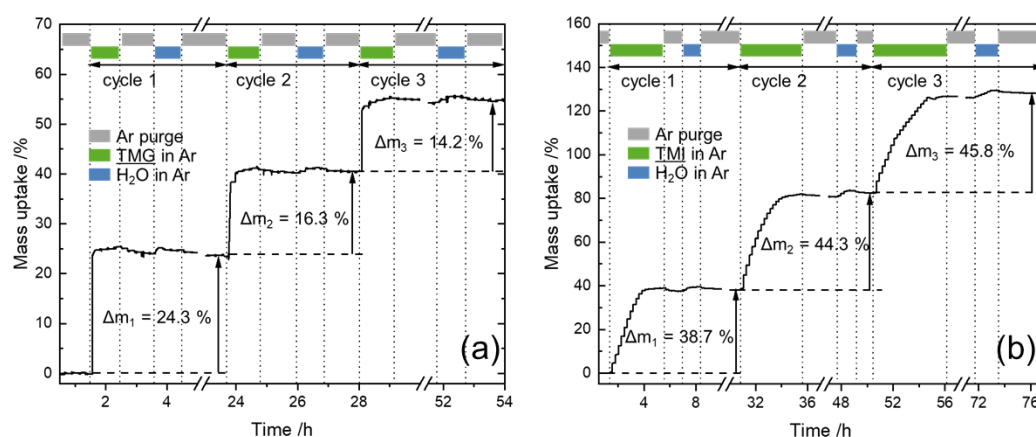 (a)
cycle 1 cycle 2 cycle 3
Ar purge
TMG in Ar
H₂O in Ar
Δm₁ = 24.3 %
Δm₂ = 16.3 %
Δm₃ = 14.2 %
Mass uptake /%
70
60
50
40
30
20
10
0
2 4 24 26 28 52 54
Time /h
(b)
cycle 1 cycle 2 cycle 3
Ar purge
TMI in Ar
H₂O in Ar
Δm₁ = 38.7 %
Δm₂ = 44.3 %
Δm₃ = 45.8 %
Mass uptake /%
160
140
120
100
80
60
40
20
0
4 8 32 36 48 52 56 72 76
Time /h